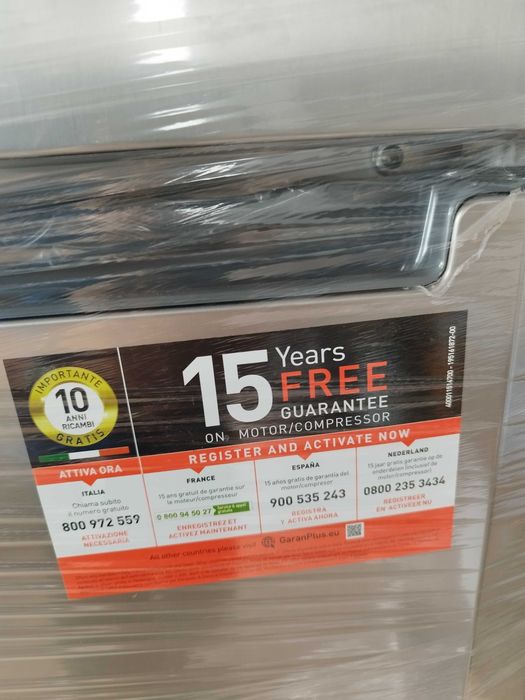 IMPORTANTE
10
ANNI
RICAMBI
GRATIS
15 Years
FREE
GUARANTEE
ON MOTOR/COMPRESSOR
REGISTER AND ACTIVATE NOW
ATTIVA ORA
ITALIA
Chiama subito
il numero gratuito
800 972 559
ATTIVAZIONE
NECESSARIA
FRANCE
15 ans gratuit de garantie sur
le moteur/compresseur
0 800 94 50 27
ENREGISTREZ ET
ACTIVEZ MAINTENANT
ESPAÑA
15 años gratis de garantía del
motor/compresor
900 535 243
REGISTRA
Y ACTIVA AHORA
NEDERLAND
15 jaar gratis garantie op de
onderdelen (inclusief de
motor/compressor)
0800 235 3434
REGISTREER
EN ACTIVEER NU
All other countries please visit GaranPlus.eu